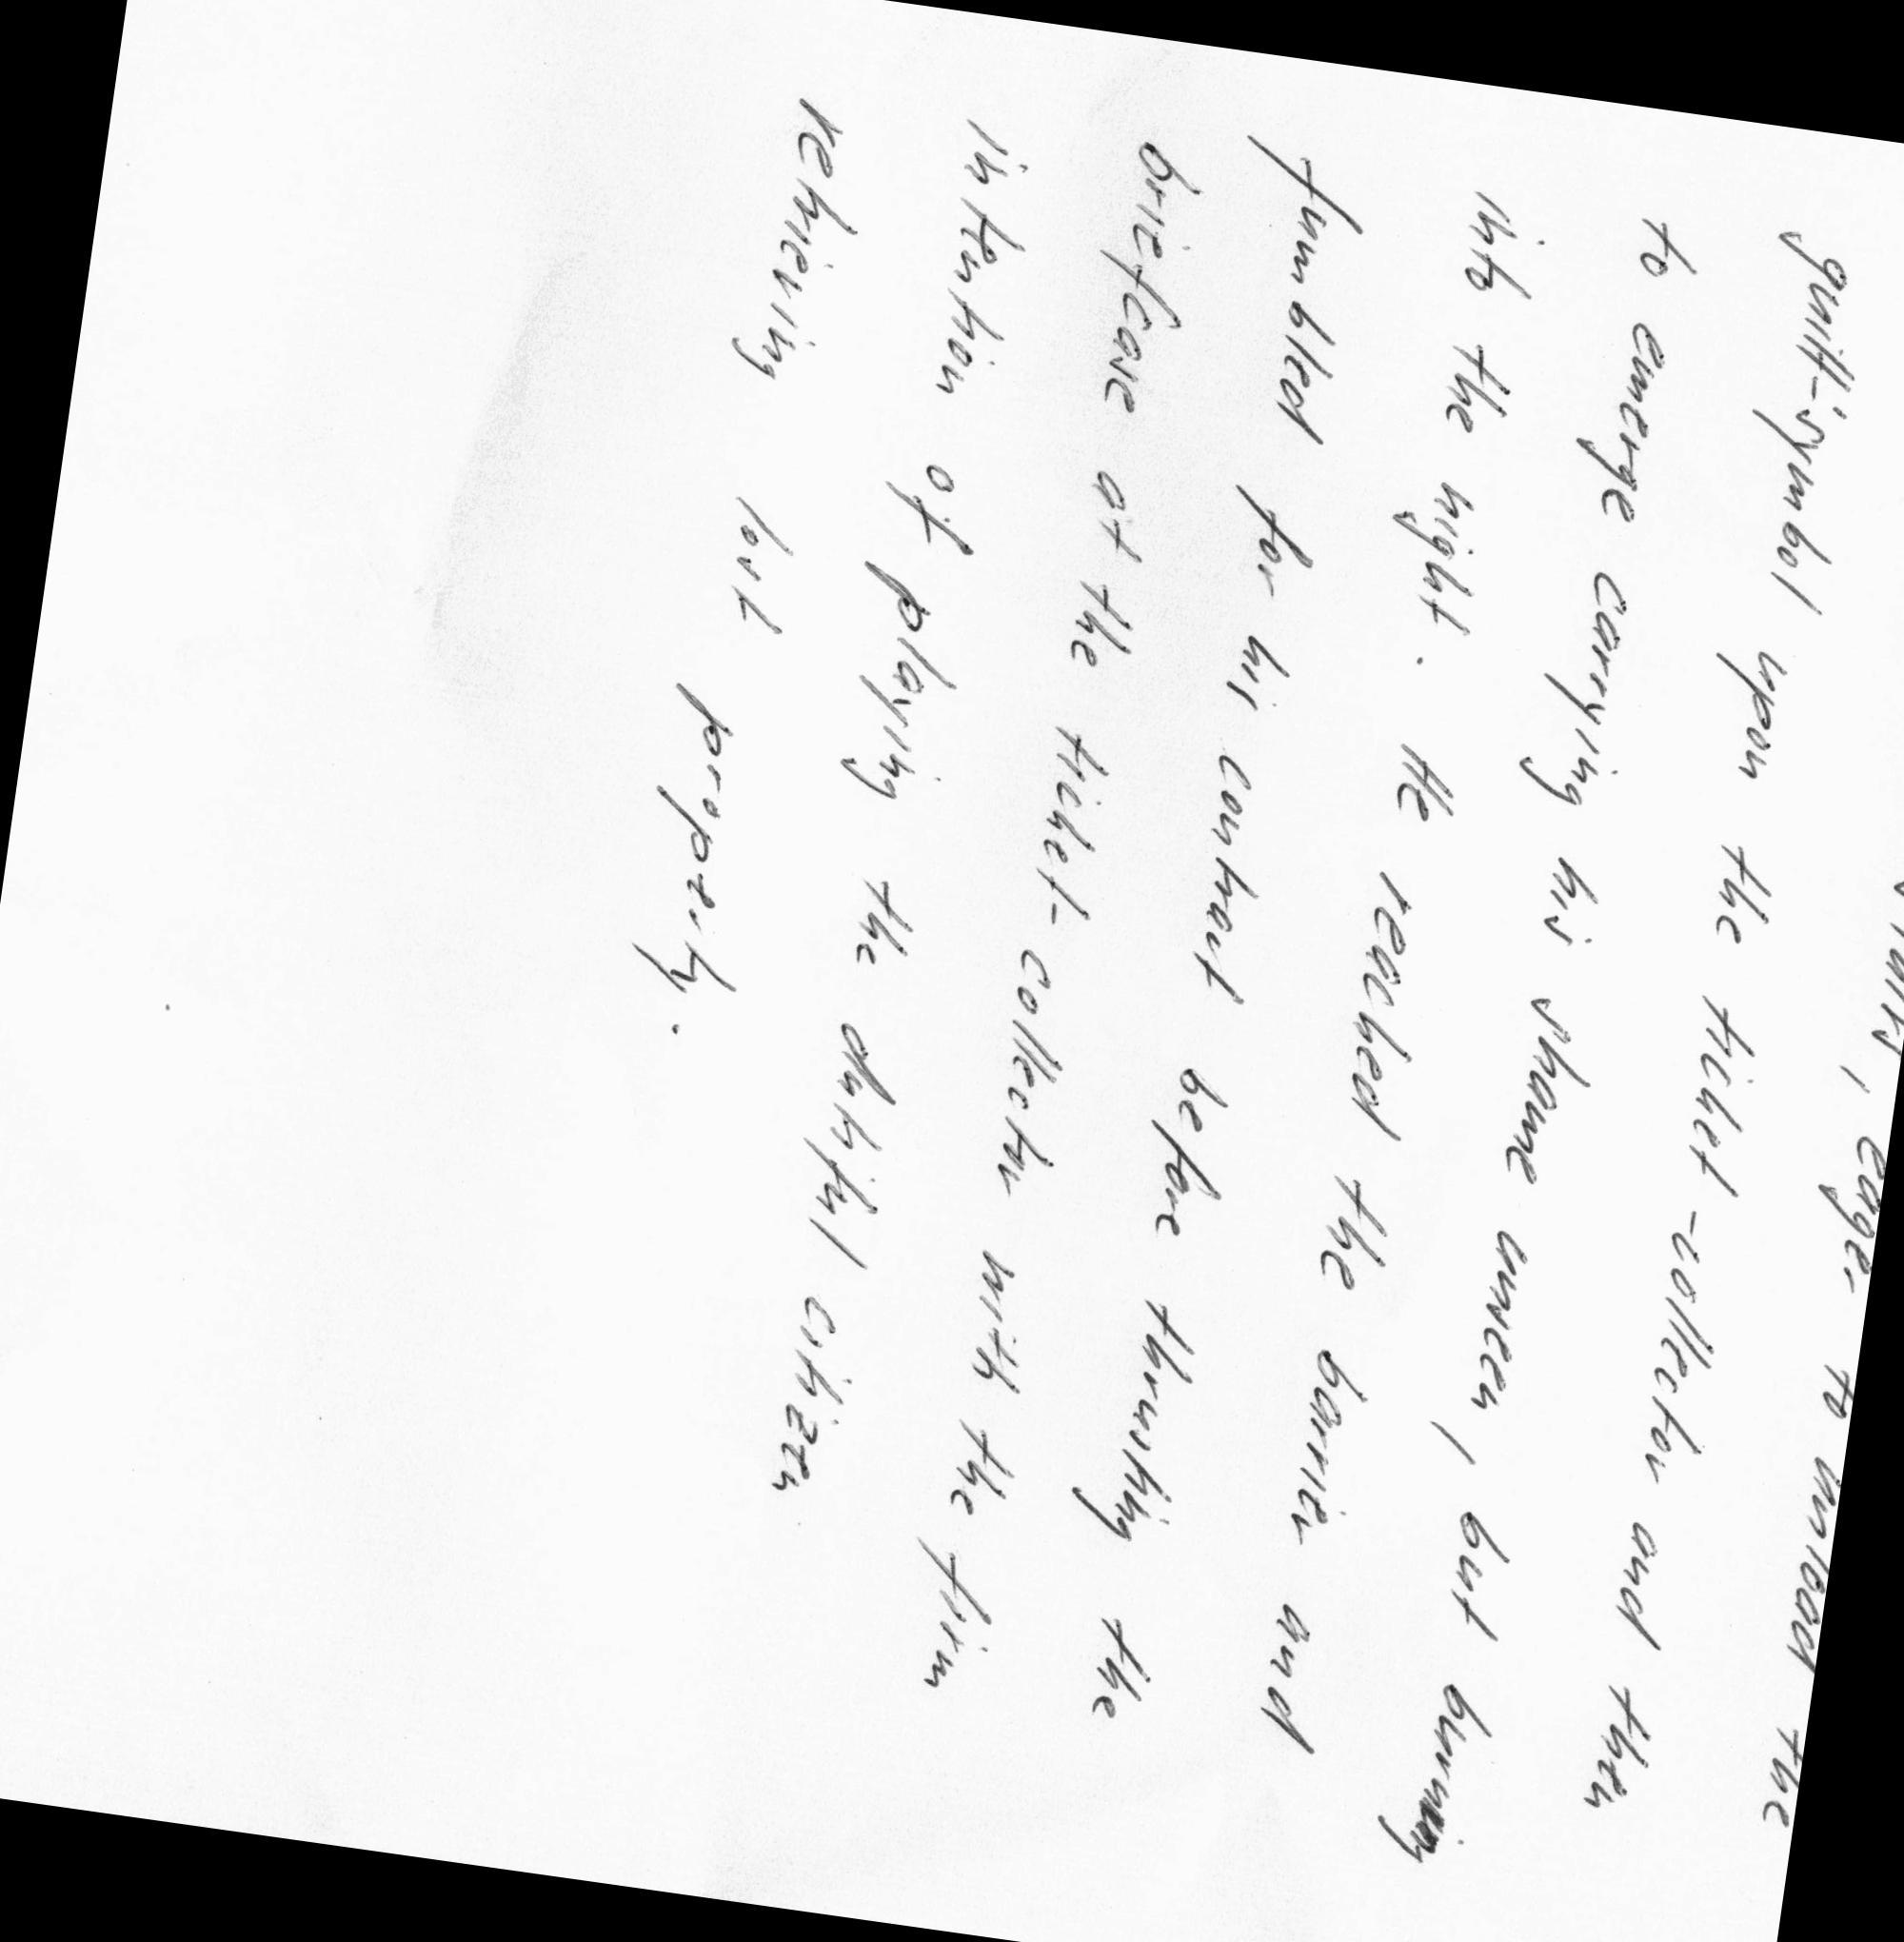 , eager to unload the
guilt-symbol upon the ticket-collector and then
to emerge carrying his shame unseen, but burning
into the night. He reached the barrier and
fumbled for his contract before thrusting the
briefcase at the ticket-collector with the firm
intention of playing the dutiful citizen
retrieving lost property.